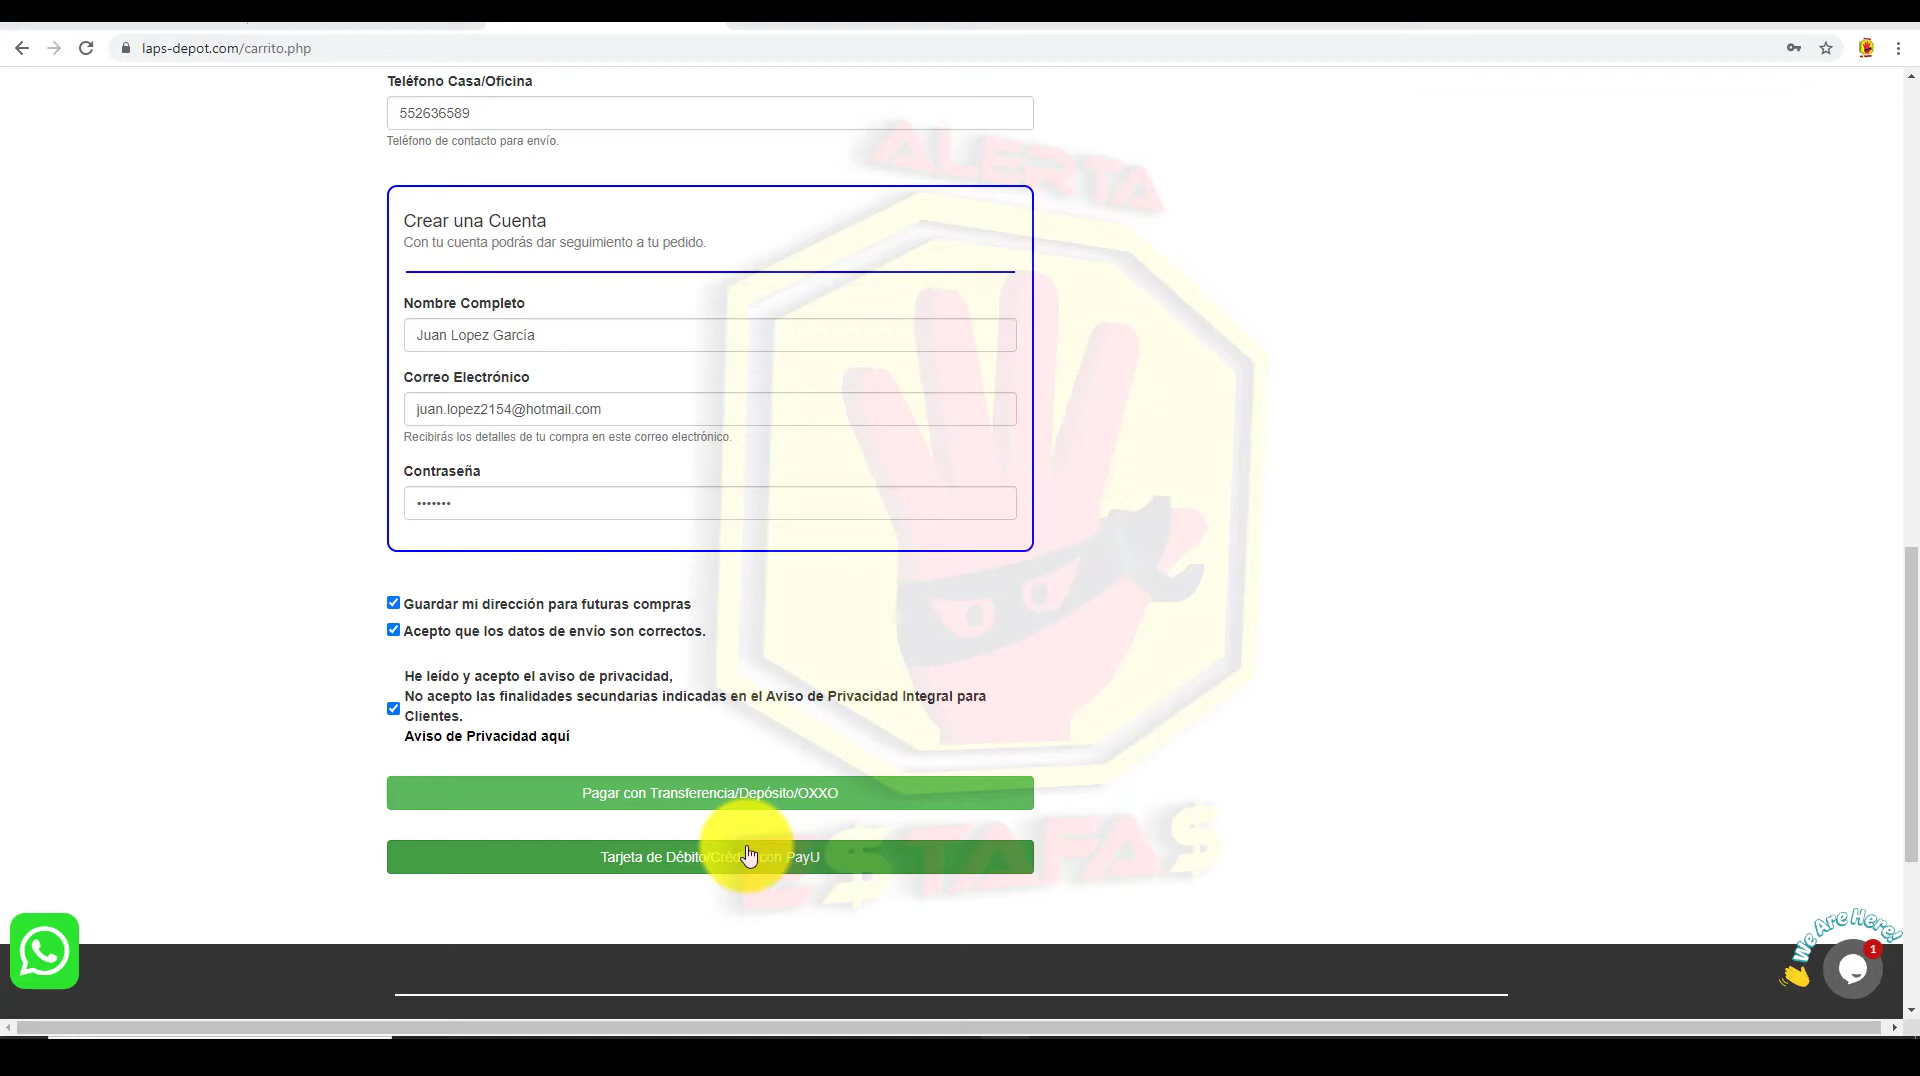 laps-depot.com/carrito.php
Teléfono Casa/Oficina
552636589
Teléfono de contacto para envío.
ALERTA
Crear una Cuenta
Con tu cuenta podrás dar seguimiento a tu pedido.
Nombre Completo
Juan Lopez García
Correo Electrónico
juan.lopez2154@hotmail.com
Recibirás los detalles de tu compra en este correo electrónico.
Contraseña
•••••••
Guardar mi dirección para futuras compras
Acepto que los datos de envío son correctos.
He leído y acepto el aviso de privacidad,
No acepto las finalidades secundarias indicadas en el Aviso de Privacidad Integral para
Clientes.
Aviso de Privacidad aquí
Pagar con Transferencia/Depósito/OXXO
Tarjeta de Débito/Crédito con PayU
E$TAFA$
We Are Here!
1